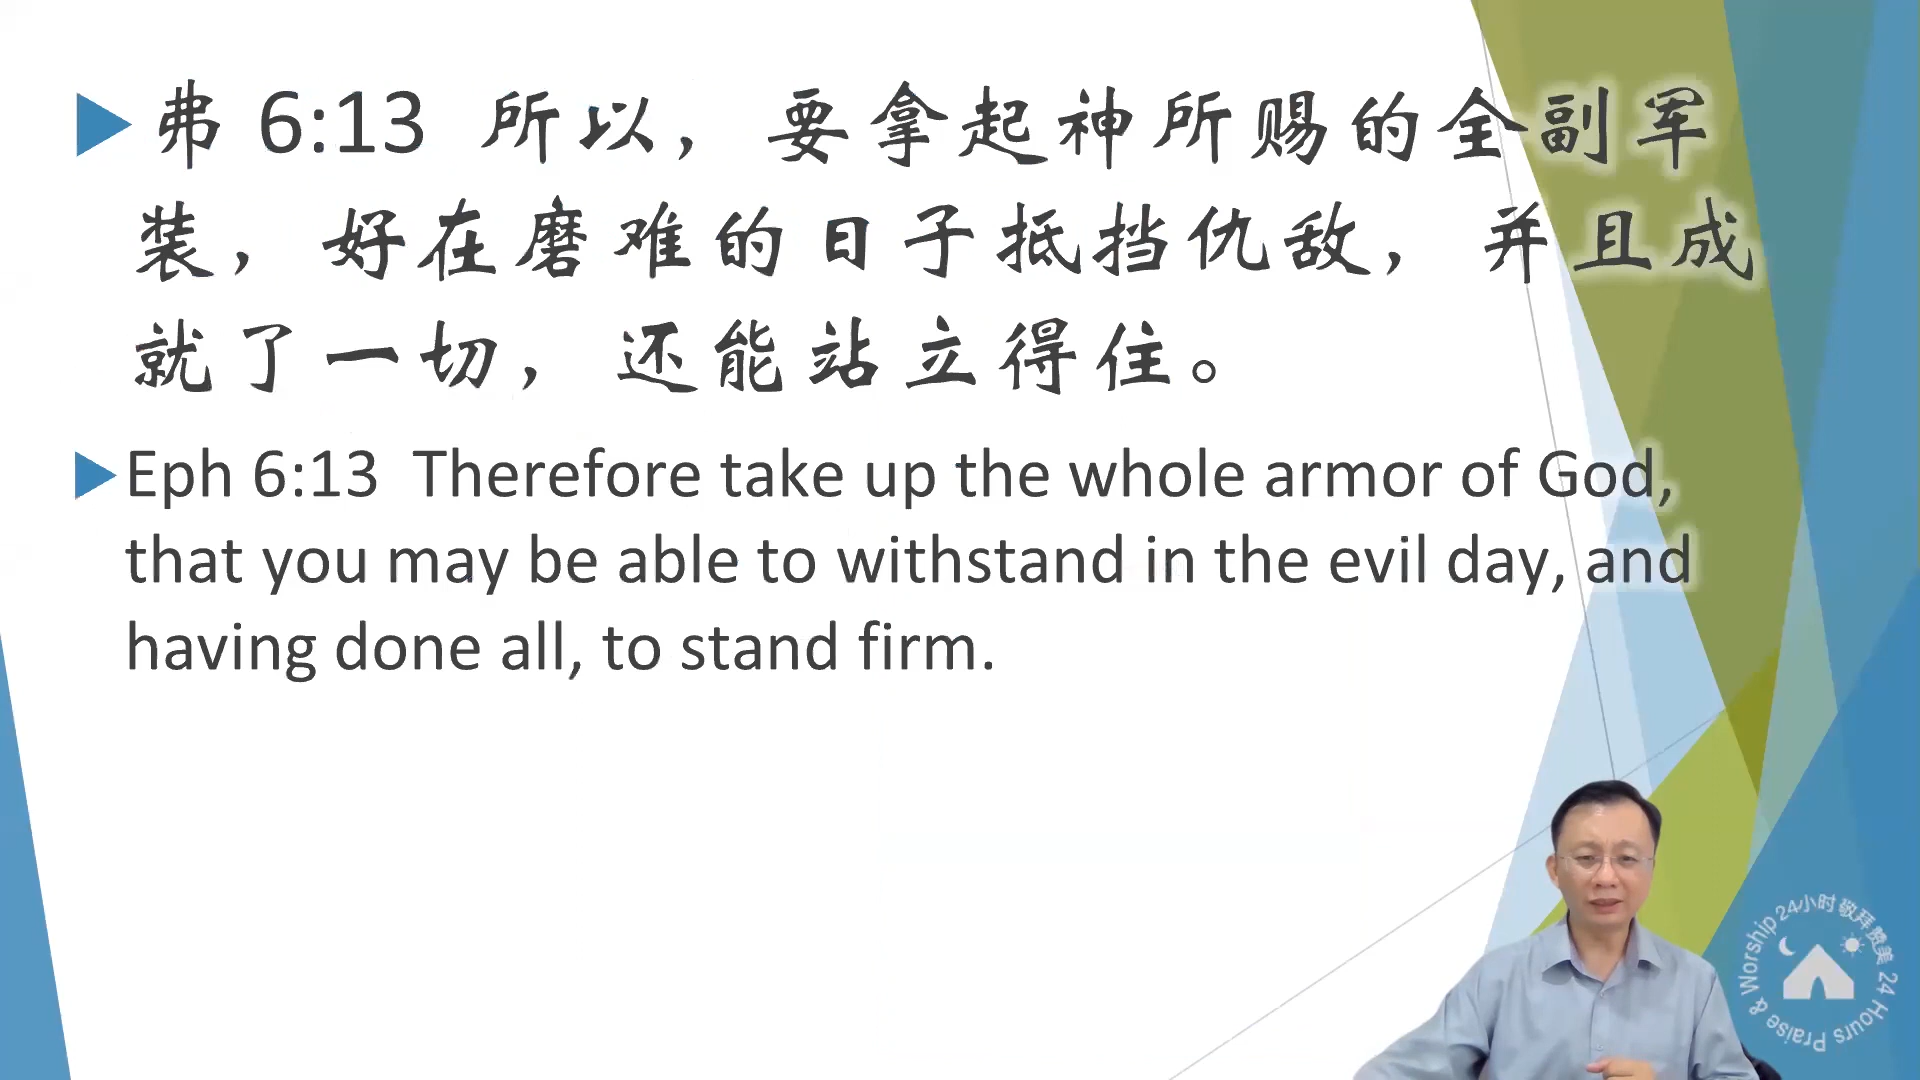 弗 6:13 所以，要拿起神所赐的全副军
装，好在磨难的日子抵挡仇敌，并且成
就了一切，还能站立得住。
Eph 6:13 Therefore take up the whole armor of God,
that you may be able to withstand in the evil day, and
having done all, to stand firm.
24小时敬拜赞美 24 Hours Praise & Worship